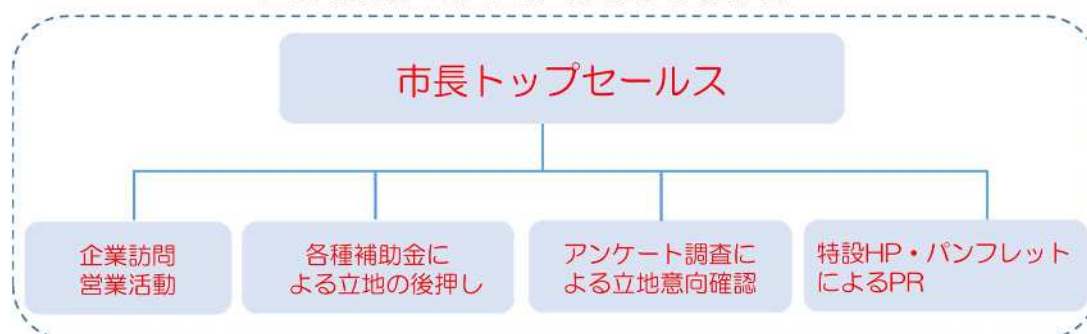 市長トップセールス
企業訪問
営業活動
各種補助金に
よる立地の後押し
アンケート調査に
よる立地意向確認
特設HP・パンフレット
によるPR